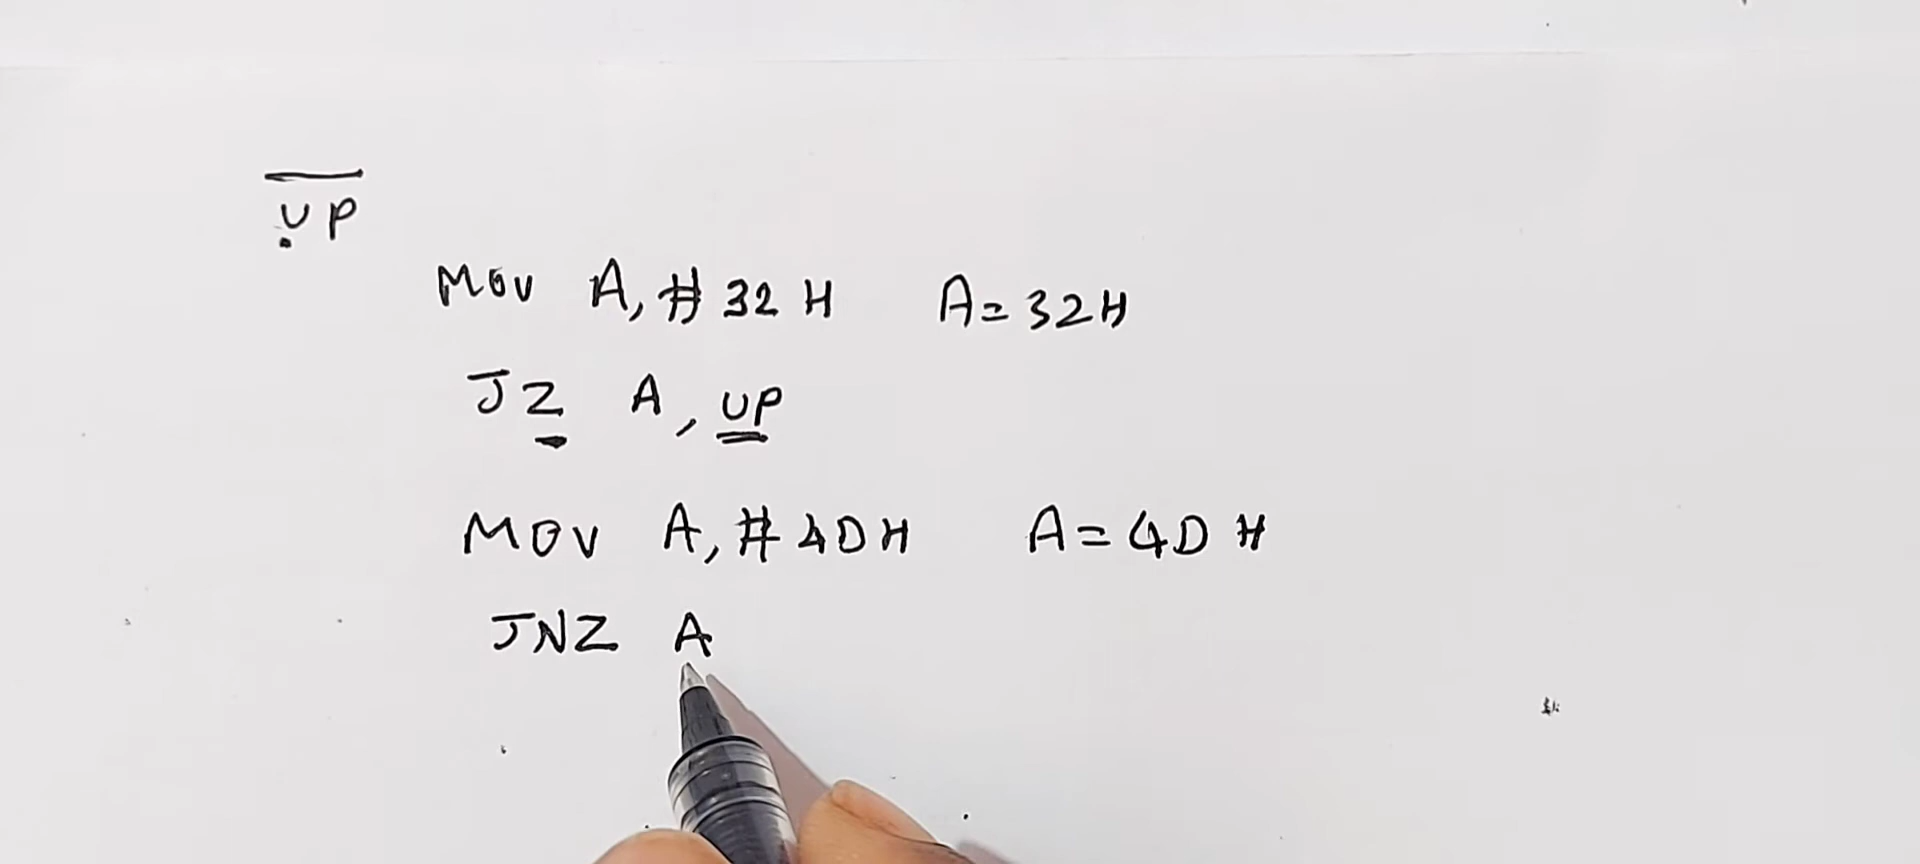 UP
MOV A, # 32 H A = 32H
JZ A, UP
MOV A, # 4D H A = 4D H
JNZ A